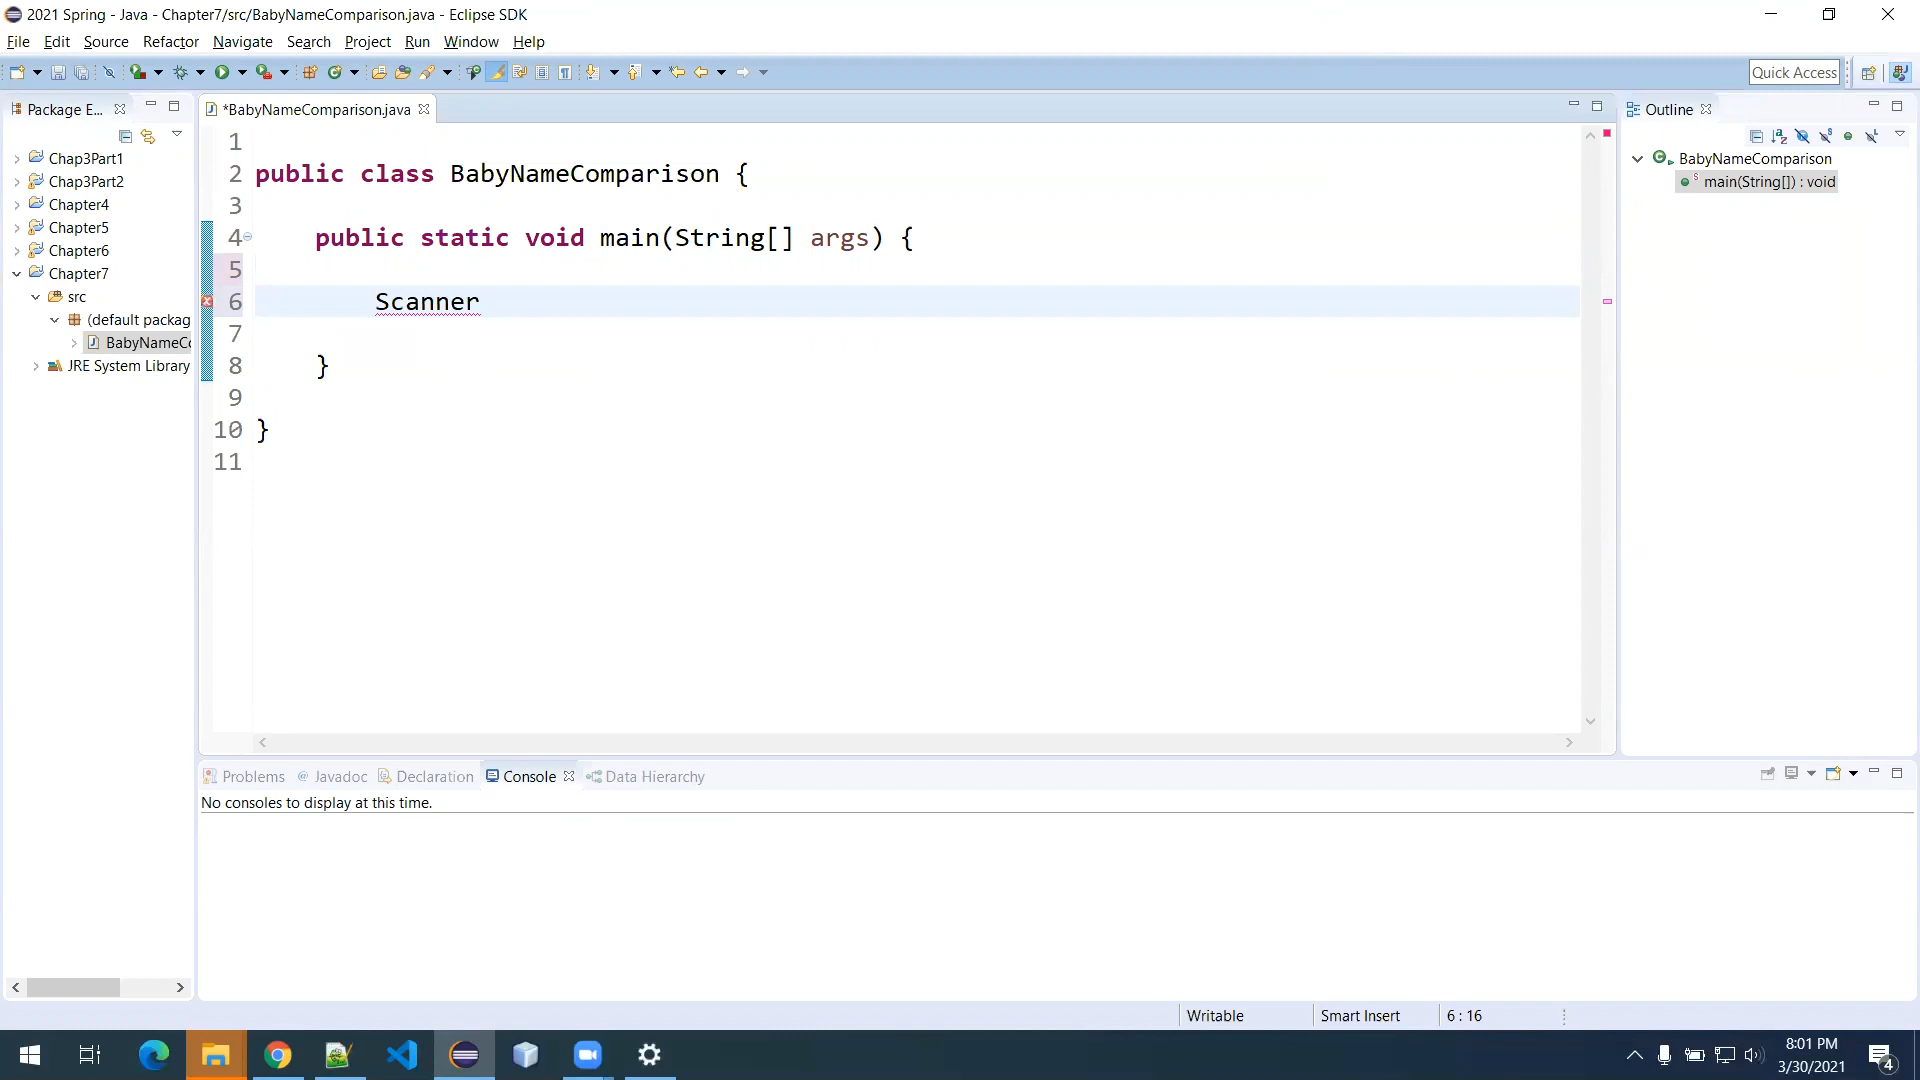 2021 Spring - Java - Chapter7/src/BabyNameComparison.java - Eclipse SDK
File Edit Source Refactor Navigate Search Project Run Window Help
Quick Access
Package E...
*BabyNameComparison.java
Outline
Chap3Part1
Chap3Part2
Chapter4
Chapter5
Chapter6
Chapter7
src
(default packag
BabyNameCo
JRE System Library
1
2 public class BabyNameComparison {
3
4 public static void main(String[] args) {
5
6 Scanner
7
8 }
9
10 }
11
BabyNameComparison
main(String[]) : void
Problems @ Javadoc Declaration Console Data Hierarchy
No consoles to display at this time.
Writable Smart Insert 6 : 16
8:01 PM
3/30/2021
4